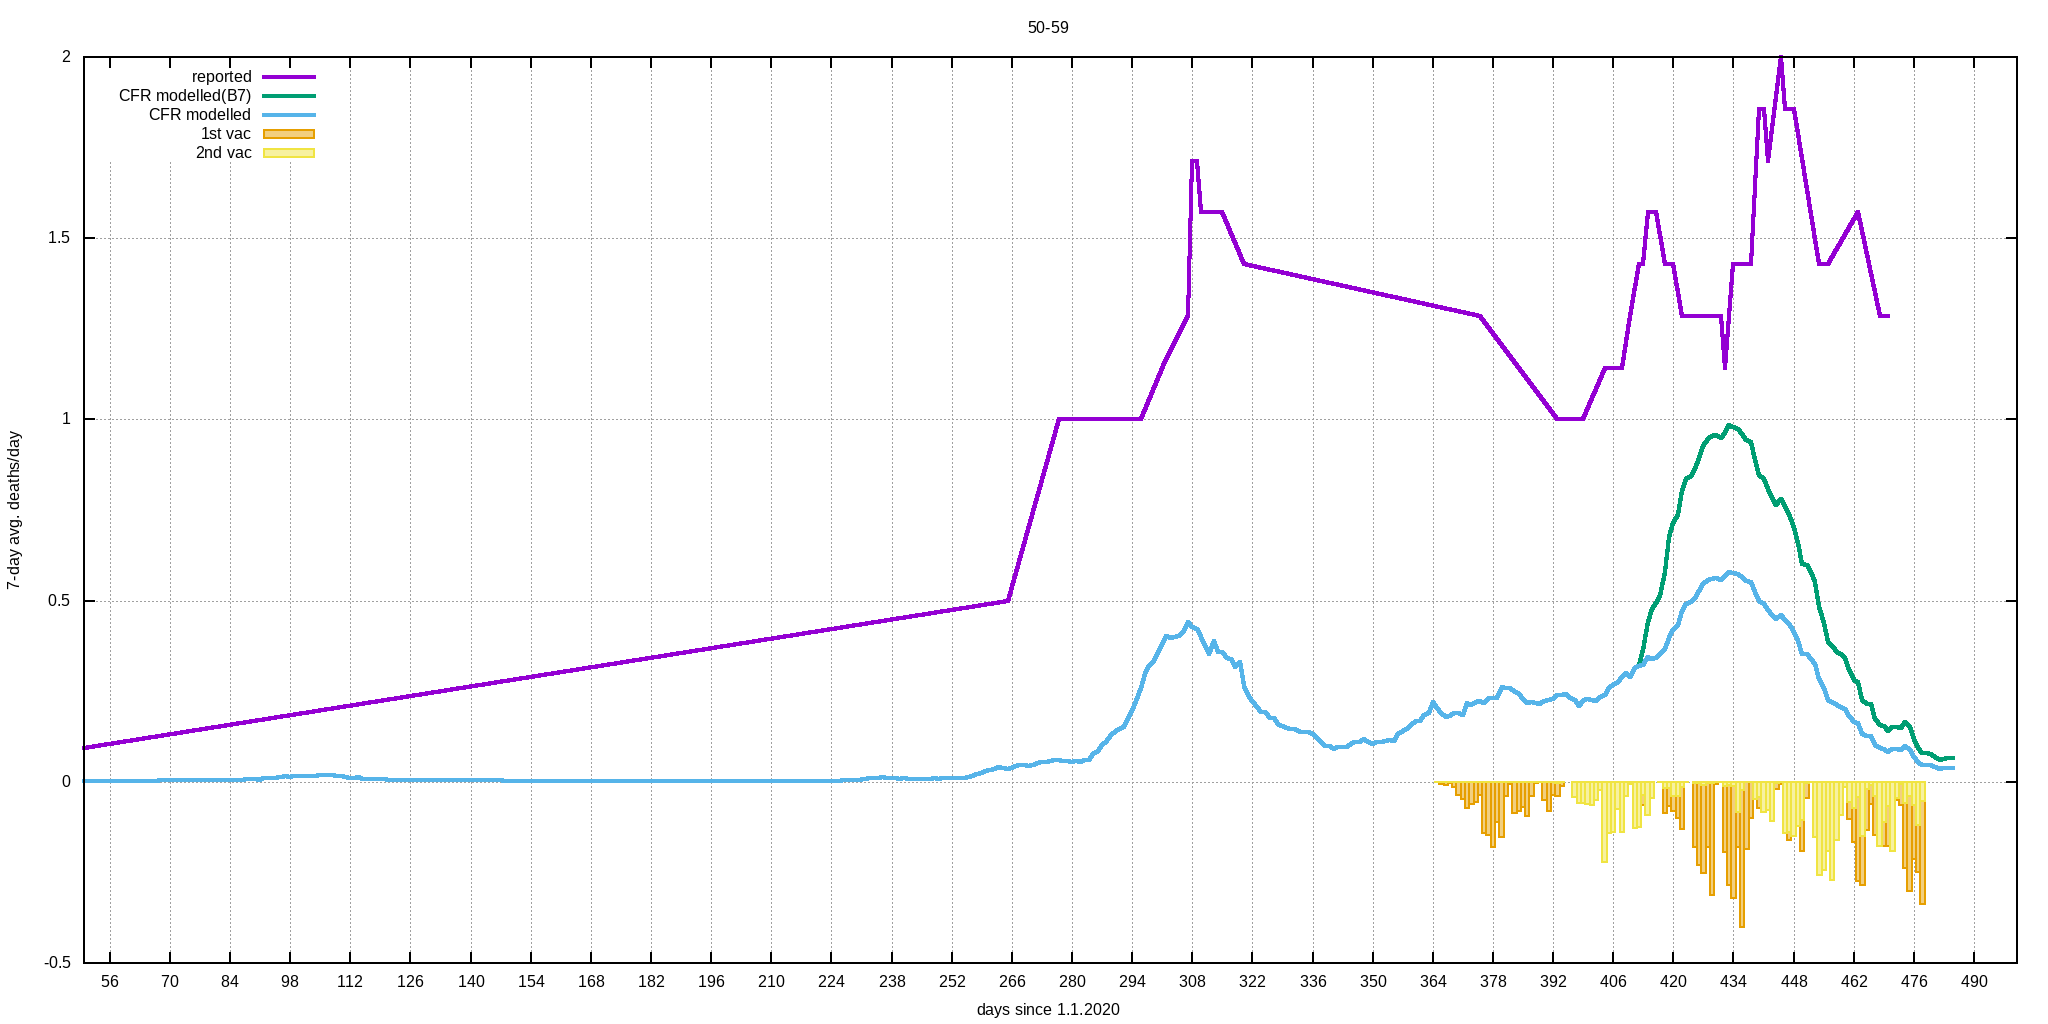 50-59
reported
CFR modelled(B7)
CFR modelled
1st vac
2nd vac
2
1.5
1
0.5
0
-0.5
7-day avg. deaths/day
56 70 84 98 112 126 140 154 168 182 196 210 224 238 252 266 280 294 308 322 336 350 364 378 392 406 420 434 448 462 476 490
days since 1.1.2020